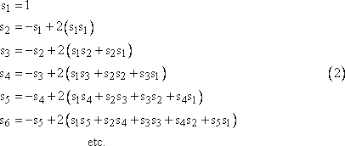 s₁ = 1
s₂ = −s₁ + 2(s₁s₁)
s₃ = −s₂ + 2(s₁s₂ + s₂s₁)
s₄ = −s₃ + 2(s₁s₃ + s₂s₂ + s₃s₁) (2)
s₅ = −s₄ + 2(s₁s₄ + s₂s₃ + s₃s₂ + s₄s₁)
s₆ = −s₅ + 2(s₁s₅ + s₂s₄ + s₃s₃ + s₄s₂ + s₅s₁)
etc.